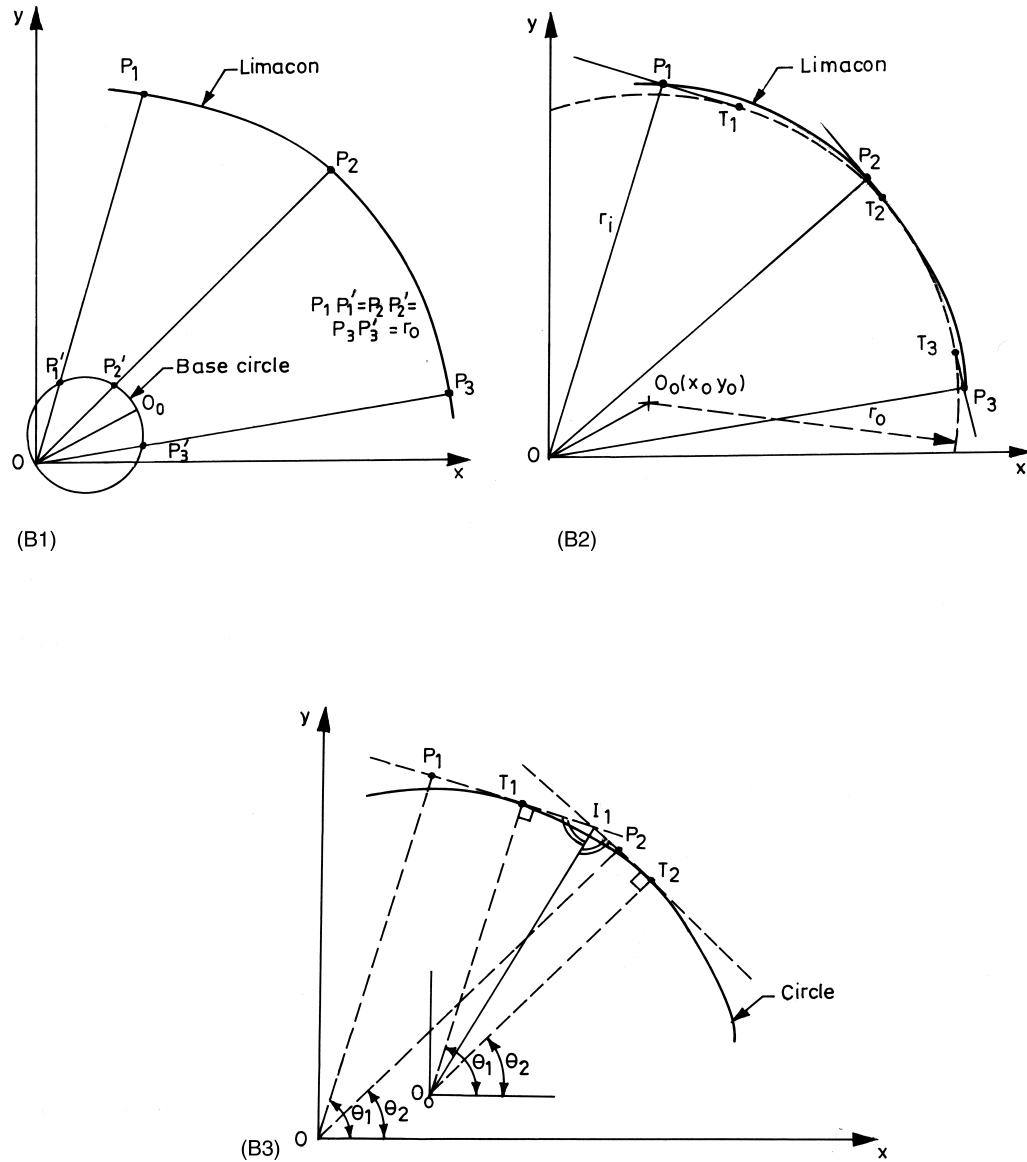 y
P1
Limacon
P2
P1 P1' = P2 P2' =
P3 P3' = r0
P1'
P2'
Base circle
O0
P3
P3'
O
x
(B1)
y
P1
Limacon
T1
P2
T2
ri
T3
O0 (x0 y0)
P3
r0
O
x
(B2)
y
P1
T1
I1
P2
T2
Circle
θ1
θ2
O0
θ1
θ2
O
x
(B3)